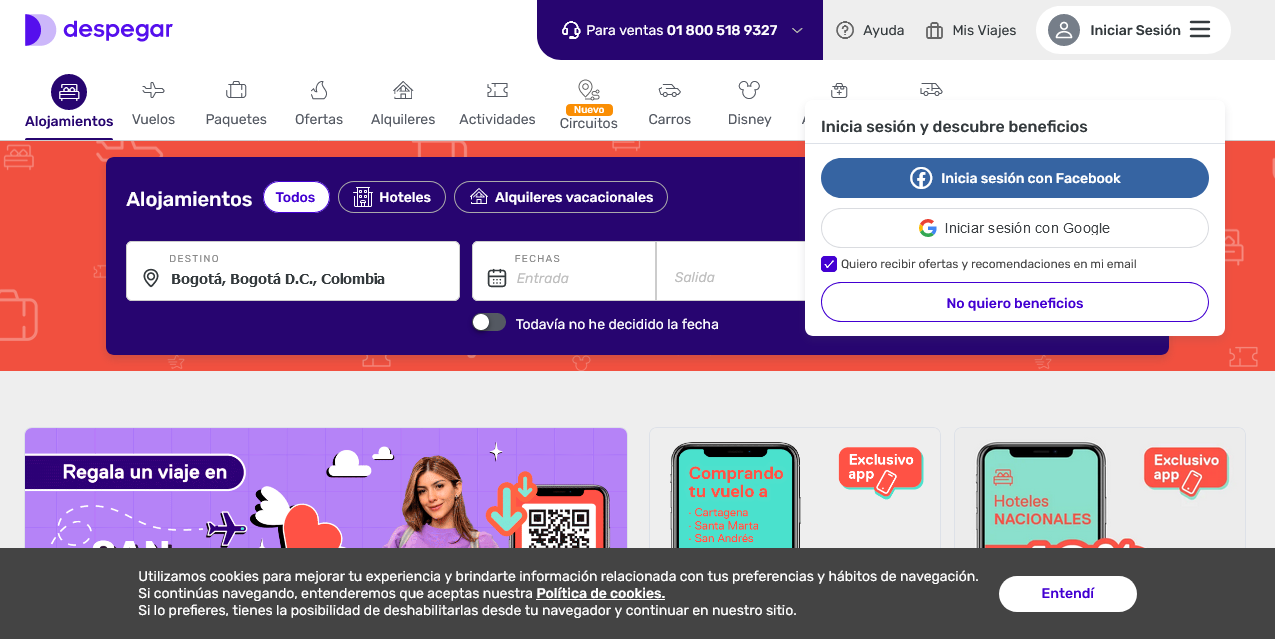 despegar
Para ventas 01 800 518 9327
Ayuda
Mis Viajes
Iniciar Sesión
Alojamientos
Vuelos
Paquetes
Ofertas
Alquileres
Actividades
Nuevo
Circuitos
Carros
Disney
Inicia sesión y descubre beneficios
Inicia sesión con Facebook
Iniciar sesión con Google
Quiero recibir ofertas y recomendaciones en mi email
No quiero beneficios
Alojamientos
Todos
Hoteles
Alquileres vacacionales
DESTINO
Bogotá, Bogotá D.C., Colombia
FECHAS
Entrada
Salida
Todavía no he decidido la fecha
Regala un viaje en
SAN
Comprando
tu vuelo a
· Cartagena
· Santa Marta
· San Andrés
Exclusivo
app
Hoteles
NACIONALES
Exclusivo
app
Utilizamos cookies para mejorar tu experiencia y brindarte información relacionada con tus preferencias y hábitos de navegación.
Si continúas navegando, entenderemos que aceptas nuestra Política de cookies.
Si lo prefieres, tienes la posibilidad de deshabilitarlas desde tu navegador y continuar en nuestro sitio.
Entendí